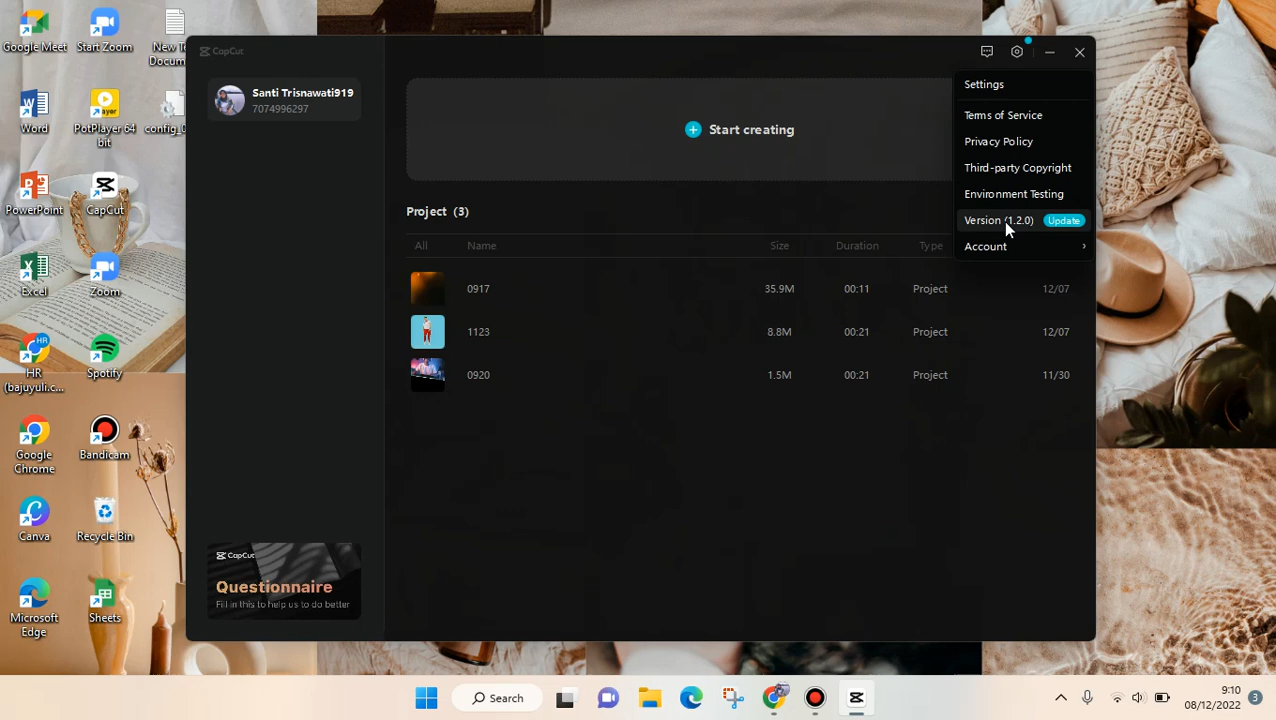 Google Meet
Start Zoom
New Te
Docum
Word
PotPlayer 64
bit
config_0
PowerPoint
CapCut
Excel
Zoom
HR
(bajuyuli.c...
Spotify
Google
Chrome
Bandicam
Canva
Recycle Bin
Microsoft
Edge
Sheets
CapCut
Santi Trisnawati919
7074996297
Start creating
Project (3)
All Name Size Duration Type
0917 35.9M 00:11 Project 12/07
1123 8.8M 00:21 Project 12/07
0920 1.5M 00:21 Project 11/30
Settings
Terms of Service
Privacy Policy
Third-party Copyright
Environment Testing
Version (1.2.0) Update
Account
CapCut
Questionnaire
Fill in this to help us to do better
Search
9:10
08/12/2022
3